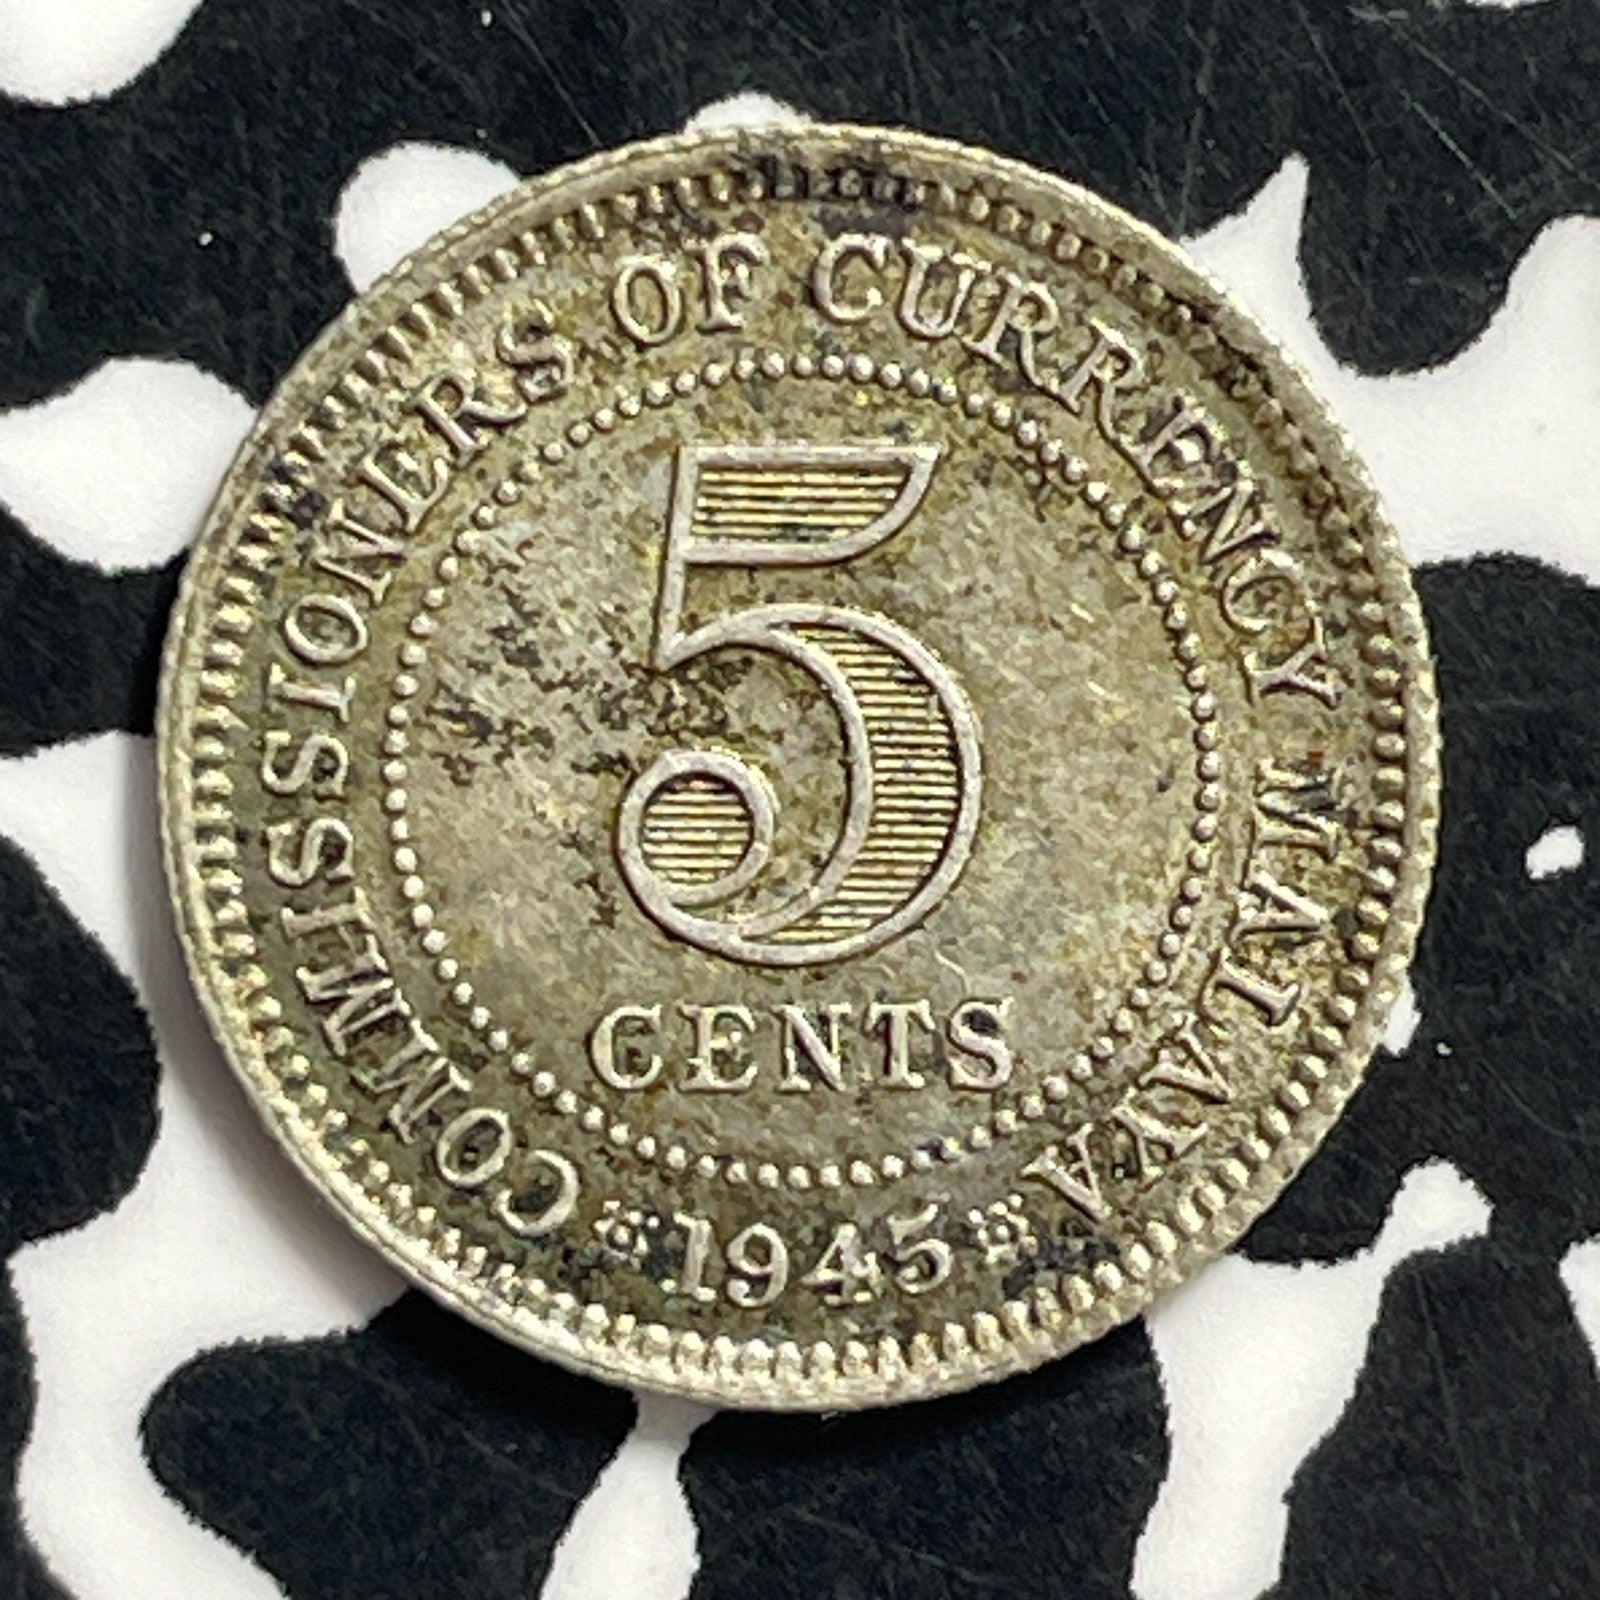 COMMISSIONERS OF CURRENCY MALAYA
5
CENTS
1945